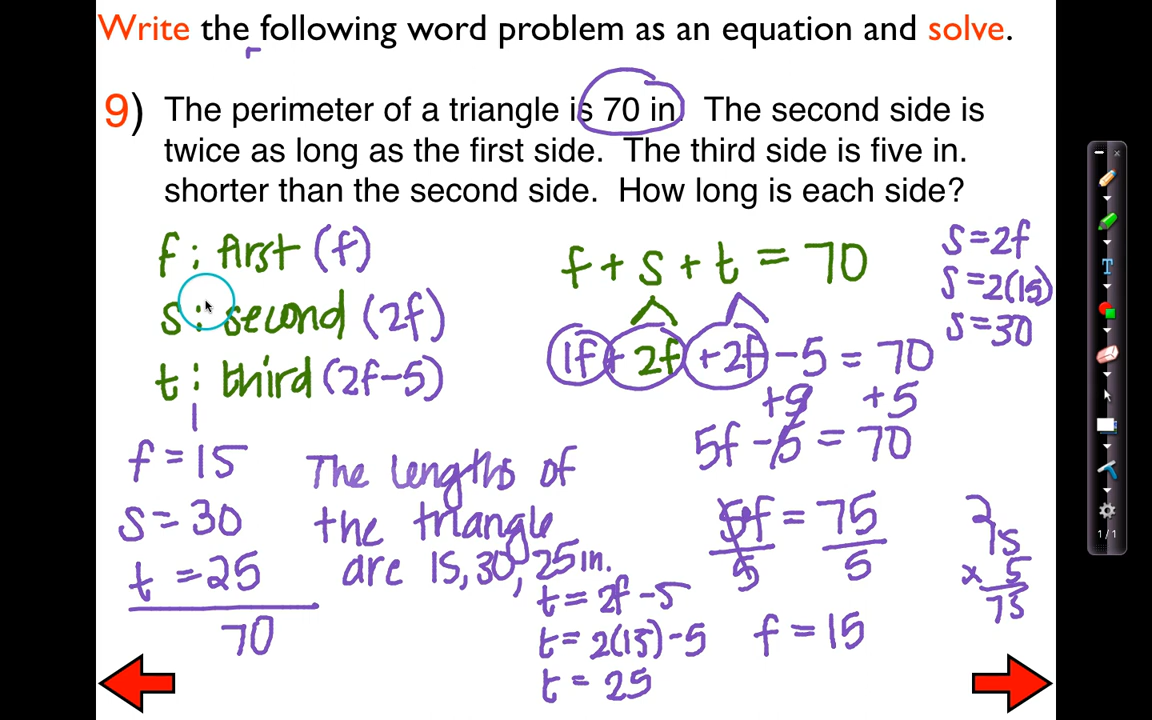 Write the following word problem as an equation and solve.
9) The perimeter of a triangle is 70 in. The second side is
twice as long as the first side. The third side is five in.
shorter than the second side. How long is each side?
f : first (f)
s : second (2f)
t : third (2f-5)
f + s + t = 70
1f + 2f + 2f - 5 = 70
+5 +5
5f - 5 = 70
5f = 75
5 5
f = 15
s = 2f
s = 2(15)
s = 30
f = 15
s = 30
t = 25
70
The lengths of
the triangle
are 15, 30, 25 in.
t = 2f - 5
t = 2(15) - 5
t = 25
2
15
x 5
75
T
1/1